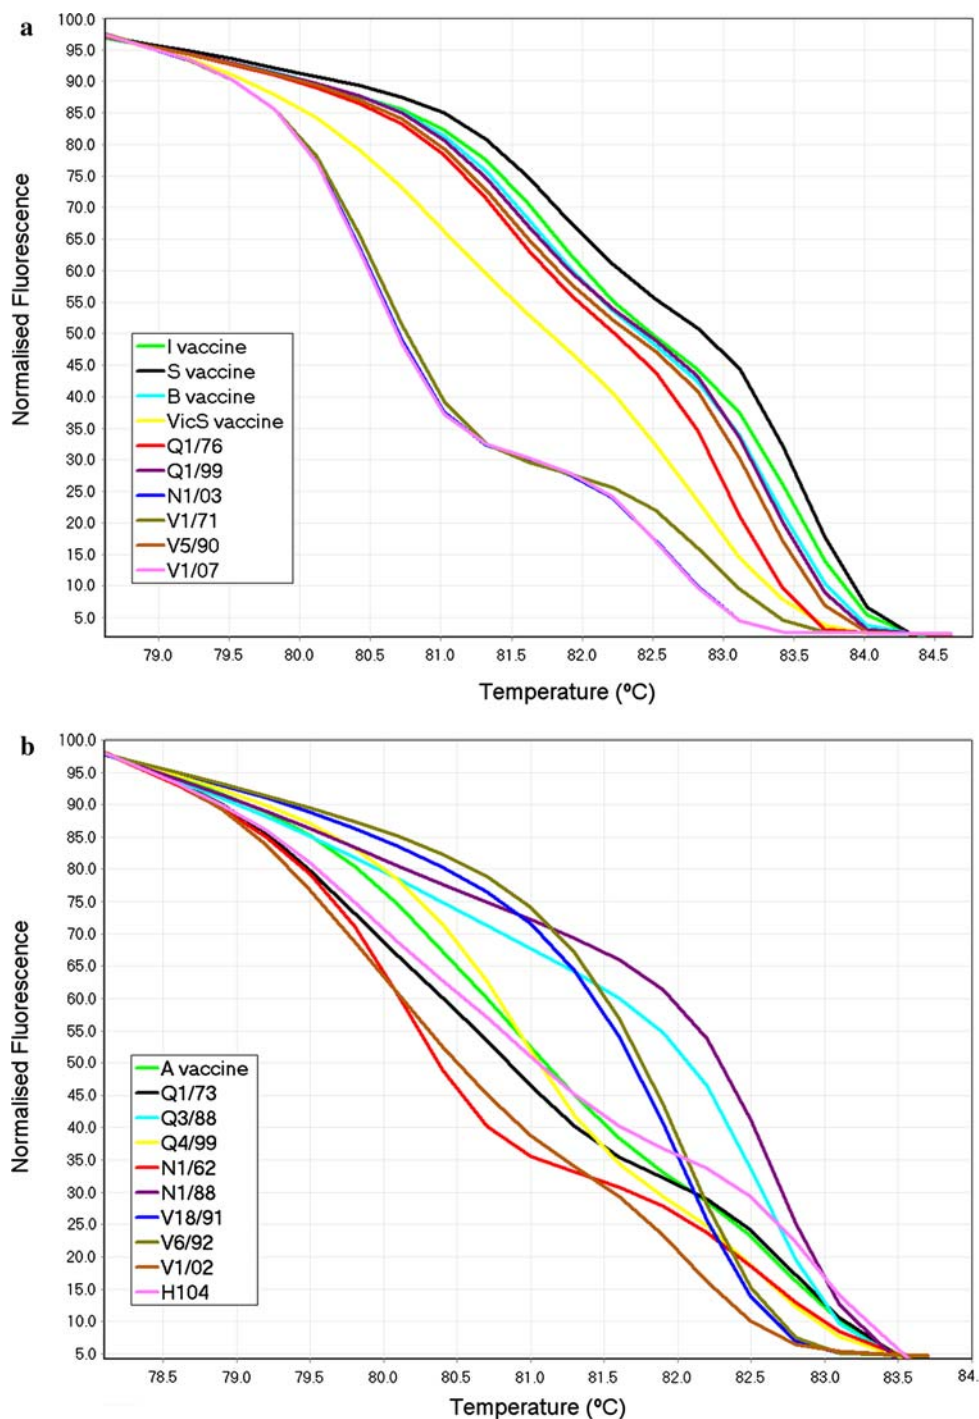 a
100.0
95.0
90.0
85.0
80.0
75.0
70.0
65.0
60.0
55.0
50.0
45.0
40.0
35.0
30.0
25.0
20.0
15.0
10.0
5.0
Normalised Fluorescence
I vaccine
S vaccine
B vaccine
VicS vaccine
Q1/76
Q1/99
N1/03
V1/71
V5/90
V1/07
79.0 79.5 80.0 80.5 81.0 81.5 82.0 82.5 83.0 83.5 84.0 84.5
Temperature (ºC)
b
100.0
95.0
90.0
85.0
80.0
75.0
70.0
65.0
60.0
55.0
50.0
45.0
40.0
35.0
30.0
25.0
20.0
15.0
10.0
5.0
Normalised Fluorescence
A vaccine
Q1/73
Q3/88
Q4/99
N1/62
N1/88
V18/91
V6/92
V1/02
H104
78.5 79.0 79.5 80.0 80.5 81.0 81.5 82.0 82.5 83.0 83.5 84.
Temperature (ºC)